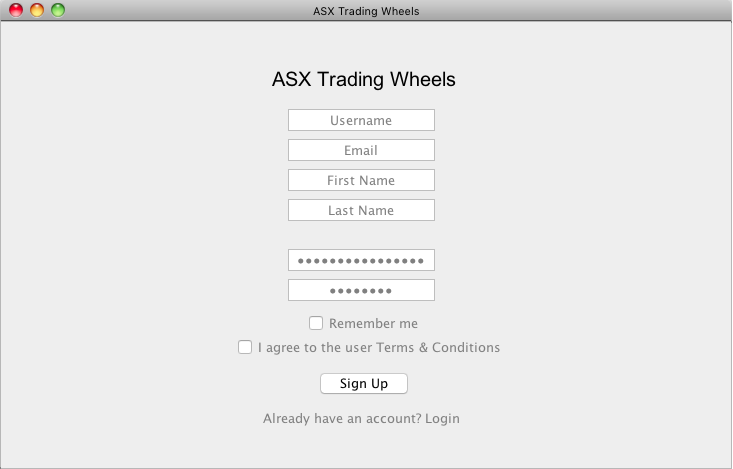 ASX Trading Wheels
ASX Trading Wheels
Username
Email
First Name
Last Name
••••••••••••••••
••••••••
Remember me
I agree to the user Terms & Conditions
Sign Up
Already have an account? Login